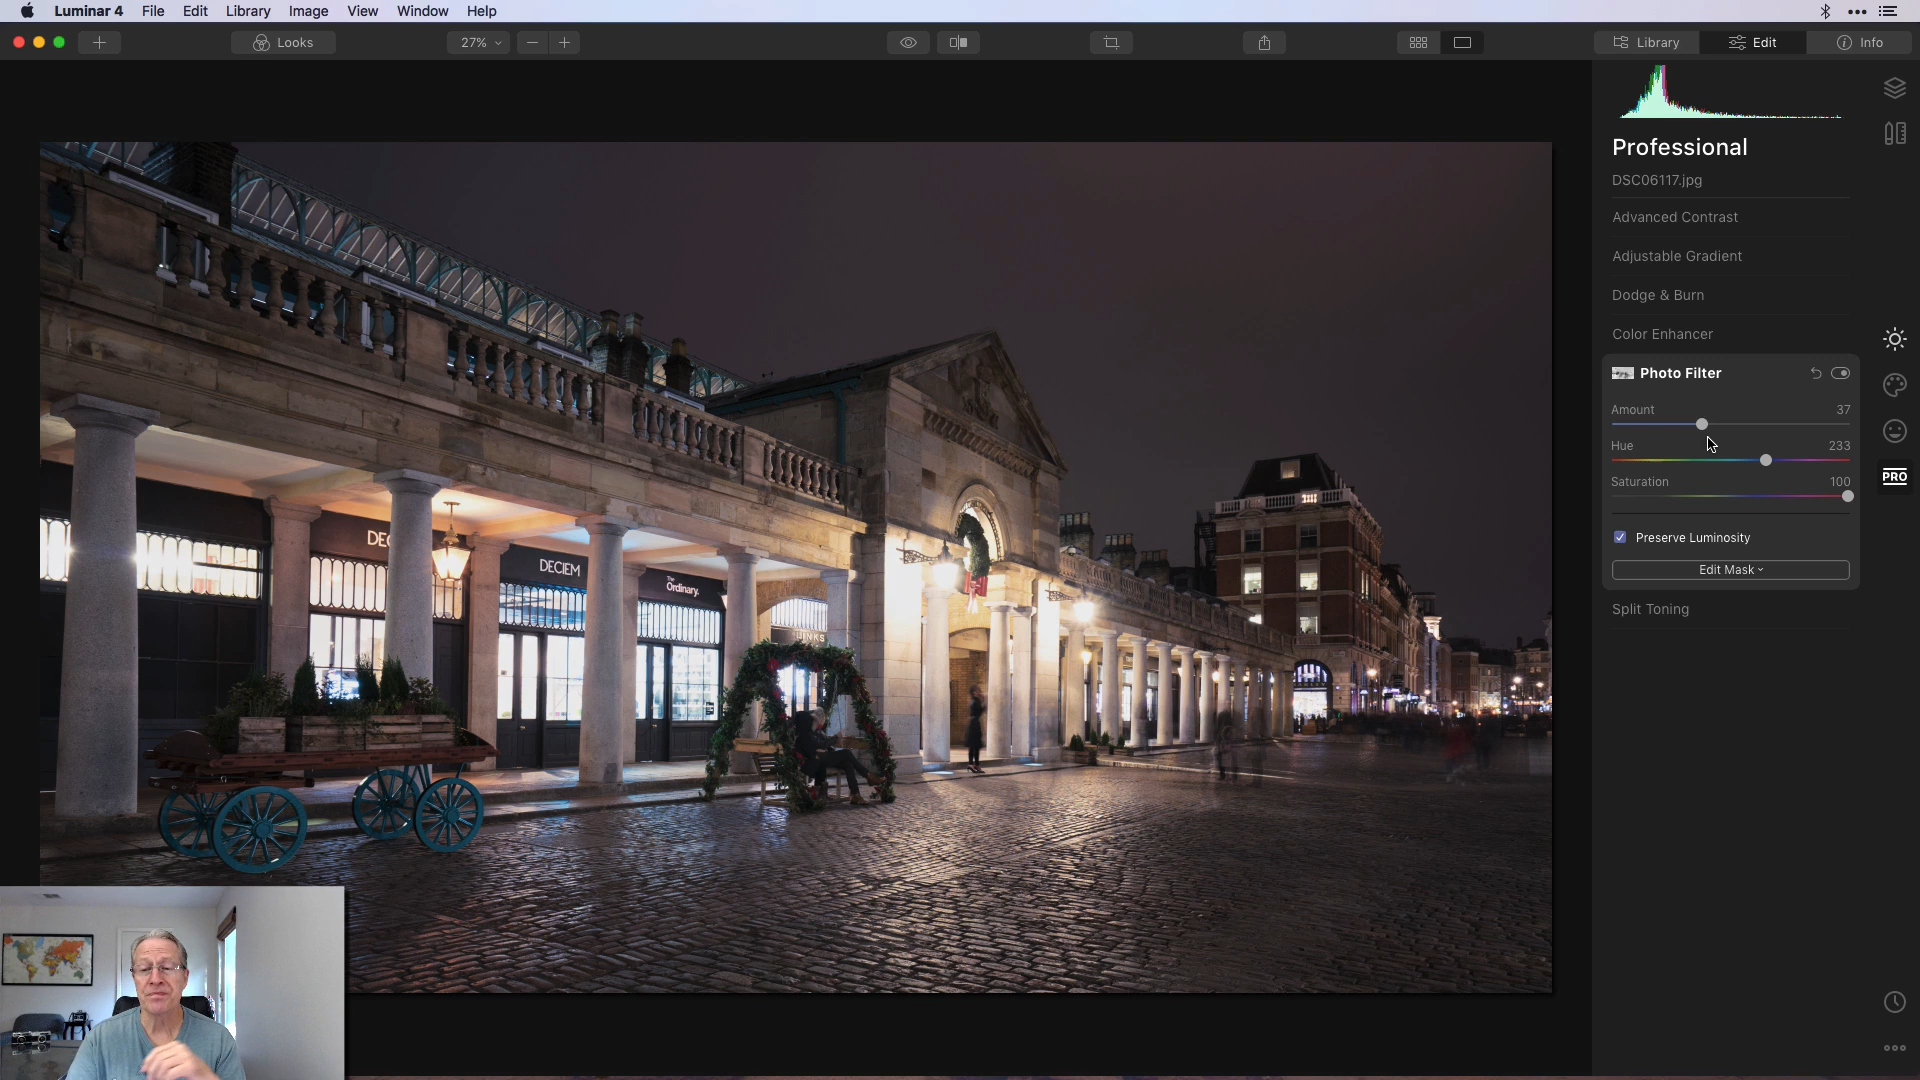 Luminar 4 File Edit Library Image View Window Help
Looks 27% Library Edit Info
Professional
DSC06117.jpg
Advanced Contrast
Adjustable Gradient
Dodge & Burn
Color Enhancer
Photo Filter
Amount 37
Hue 233
Saturation 100
PRO
Preserve Luminosity
Edit Mask
Split Toning
DEC
DECIEM
The
Ordinary.